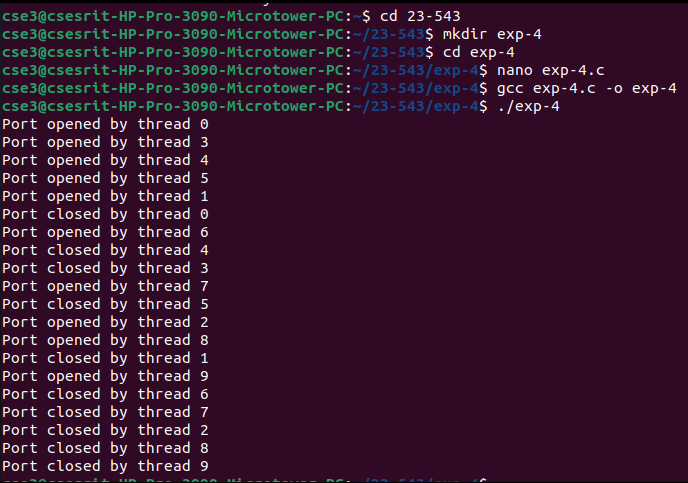 cse3@csesrit-HP-Pro-3090-Microtower-PC:~$ cd 23-543
cse3@csesrit-HP-Pro-3090-Microtower-PC:~/23-543$ mkdir exp-4
cse3@csesrit-HP-Pro-3090-Microtower-PC:~/23-543$ cd exp-4
cse3@csesrit-HP-Pro-3090-Microtower-PC:~/23-543/exp-4$ nano exp-4.c
cse3@csesrit-HP-Pro-3090-Microtower-PC:~/23-543/exp-4$ gcc exp-4.c -o exp-4
cse3@csesrit-HP-Pro-3090-Microtower-PC:~/23-543/exp-4$ ./exp-4
Port opened by thread 0
Port opened by thread 3
Port opened by thread 4
Port opened by thread 5
Port opened by thread 1
Port closed by thread 0
Port opened by thread 6
Port closed by thread 4
Port closed by thread 3
Port opened by thread 7
Port closed by thread 5
Port opened by thread 2
Port opened by thread 8
Port closed by thread 1
Port opened by thread 9
Port closed by thread 6
Port closed by thread 7
Port closed by thread 2
Port closed by thread 8
Port closed by thread 9